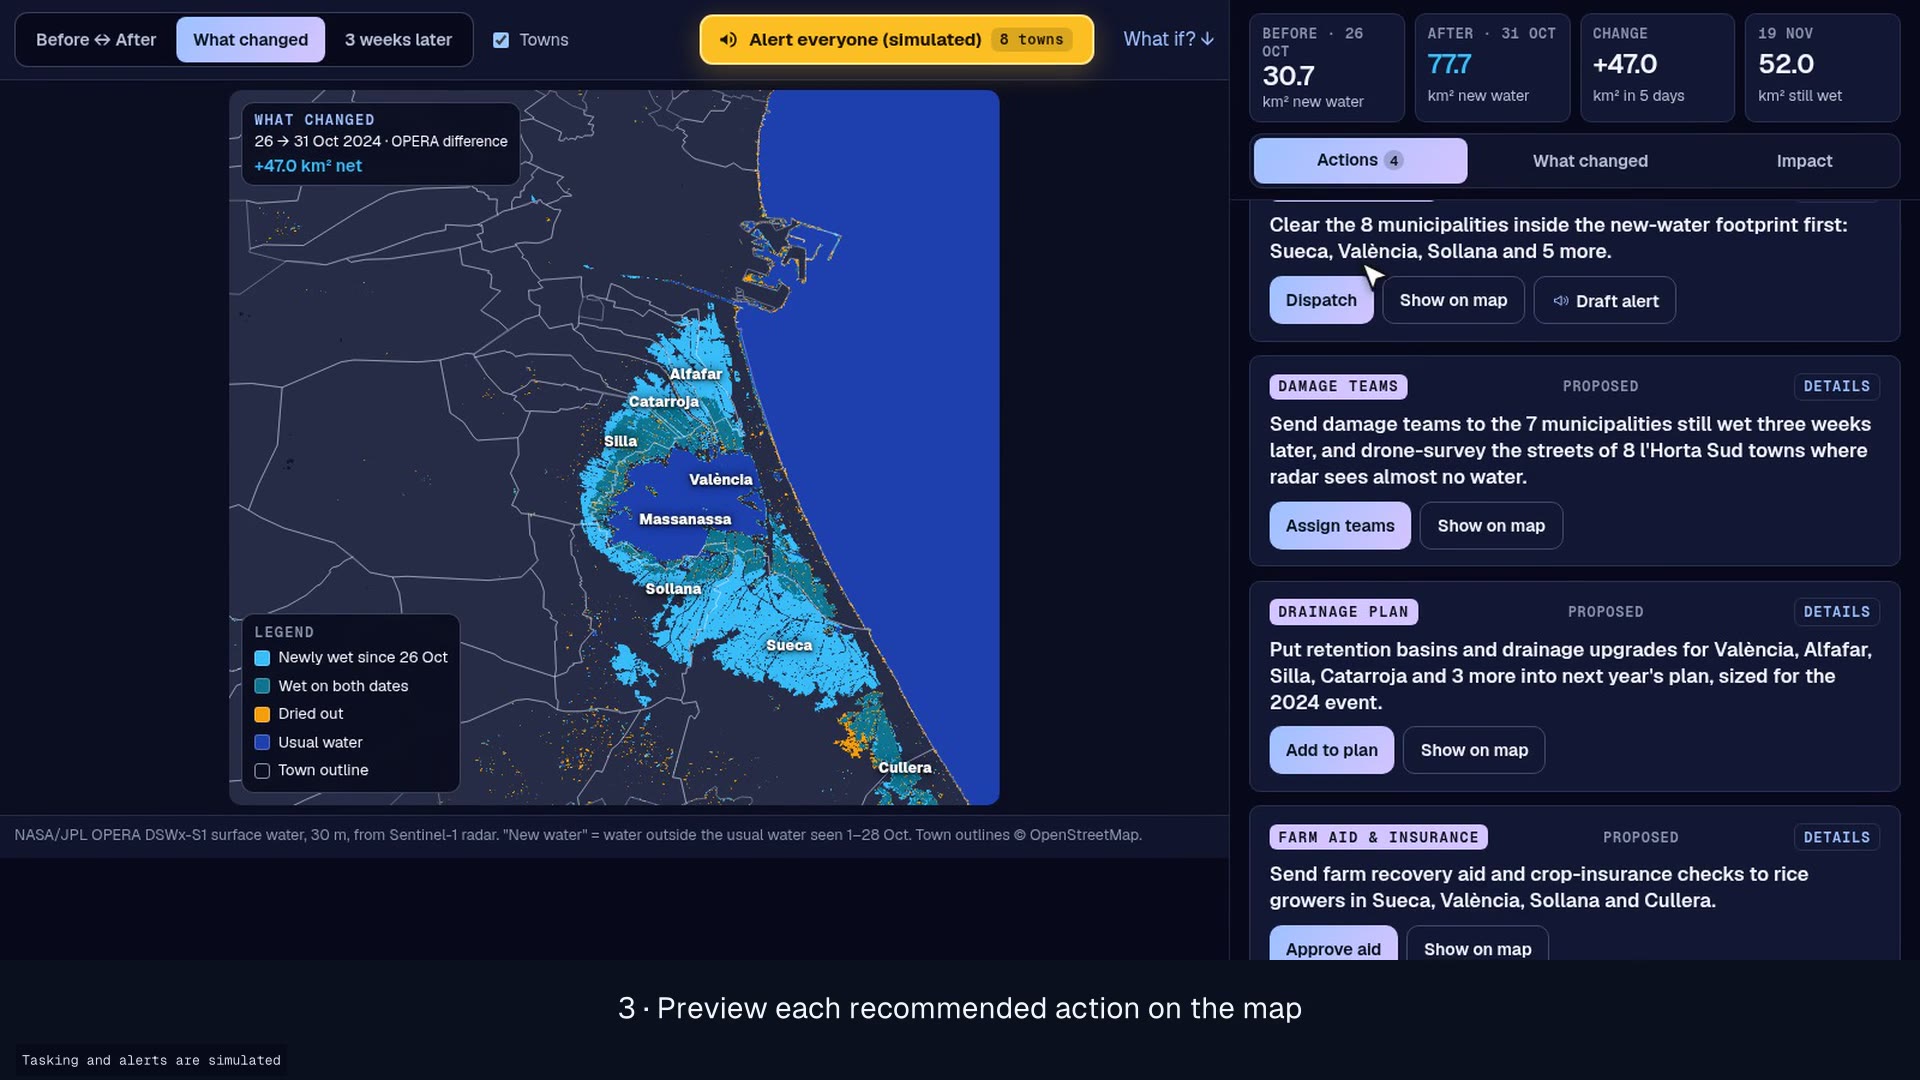 Before ↔ After
What changed
3 weeks later
Towns
Alert everyone (simulated) 8 towns
What if? ↓
BEFORE · 26 OCT
30.7
km² new water
AFTER · 31 OCT
77.7
km² new water
CHANGE
+47.0
km² in 5 days
19 NOV
52.0
km² still wet
Actions 4
What changed
Impact
WHAT CHANGED
26 → 31 Oct 2024 · OPERA difference
+47.0 km² net
Alfafar
Catarroja
Silla
València
Massanassa
Sollana
Sueca
Cullera
LEGEND
Newly wet since 26 Oct
Wet on both dates
Dried out
Usual water
Town outline
NASA/JPL OPERA DSWx-S1 surface water, 30 m, from Sentinel-1 radar. "New water" = water outside the usual water seen 1–28 Oct. Town outlines © OpenStreetMap.
Clear the 8 municipalities inside the new-water footprint first:
Sueca, València, Sollana and 5 more.
Dispatch
Show on map
Draft alert
DAMAGE TEAMS
PROPOSED
DETAILS
Send damage teams to the 7 municipalities still wet three weeks
later, and drone-survey the streets of 8 l'Horta Sud towns where
radar sees almost no water.
Assign teams
Show on map
DRAINAGE PLAN
PROPOSED
DETAILS
Put retention basins and drainage upgrades for València, Alfafar,
Silla, Catarroja and 3 more into next year's plan, sized for the
2024 event.
Add to plan
Show on map
FARM AID & INSURANCE
PROPOSED
DETAILS
Send farm recovery aid and crop-insurance checks to rice
growers in Sueca, València, Sollana and Cullera.
Approve aid
Show on map
3 · Preview each recommended action on the map
Tasking and alerts are simulated